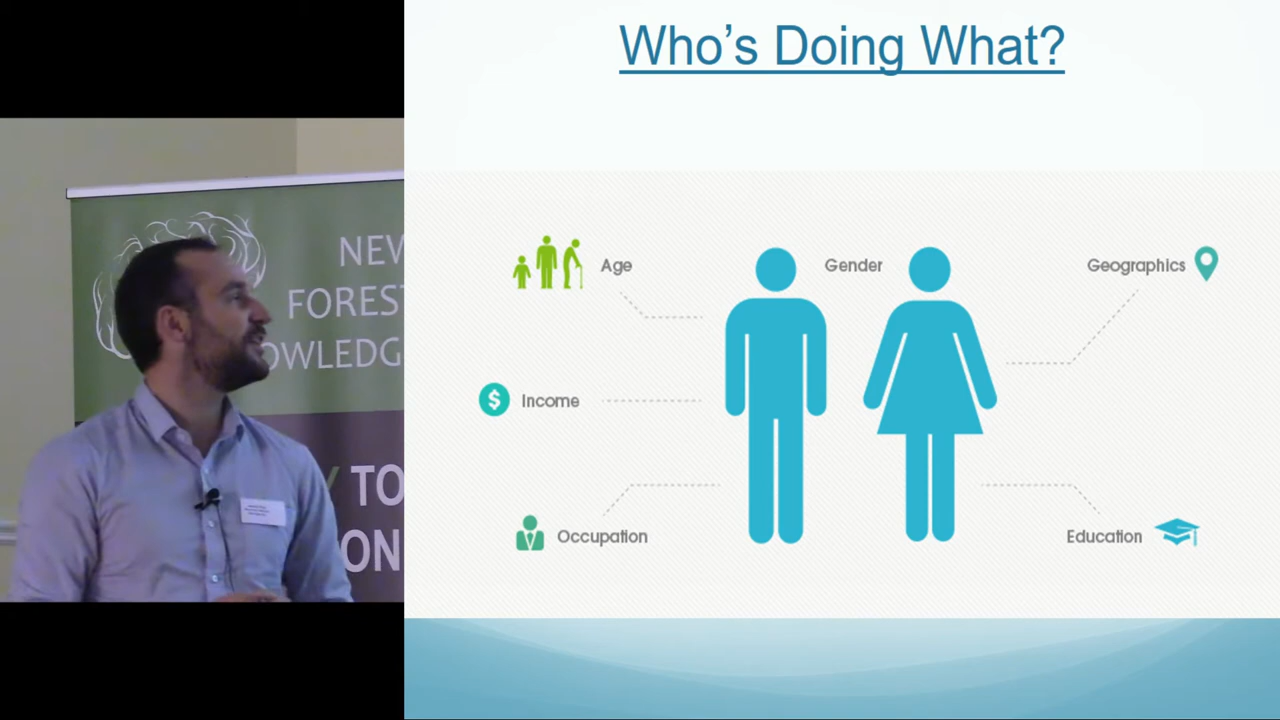 Who's Doing What?
Age
Gender
Geographics
$
Income
Occupation
Education
NEW
FOREST
OWLEDG
TO
ON